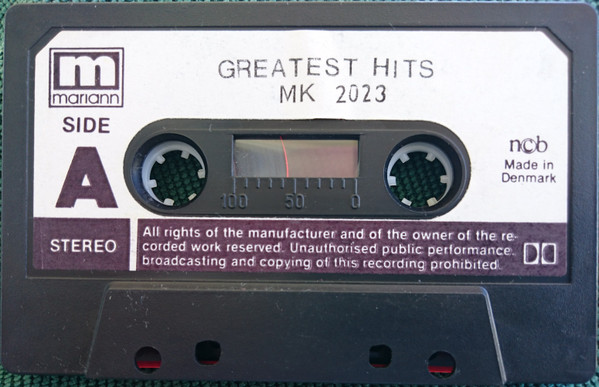 m
mariann
GREATEST HITS
MK 2023
SIDE
A
ncb
Made in
Denmark
100 50 0
STEREO
All rights of the manufacturer and of the owner of the re-
corded work reserved. Unauthorised public performance.
broadcasting and copying of this recording prohibited.